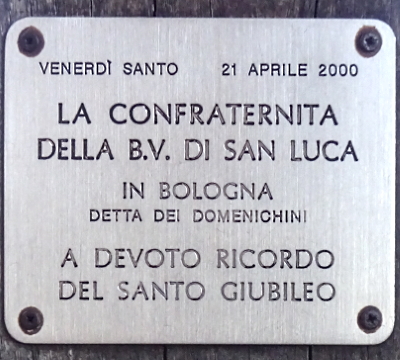 VENERDÌ SANTO 21 APRILE 2000
LA CONFRATERNITA
DELLA B.V. DI SAN LUCA
IN BOLOGNA
DETTA DEI DOMENICHINI
A DEVOTO RICORDO
DEL SANTO GIUBILEO